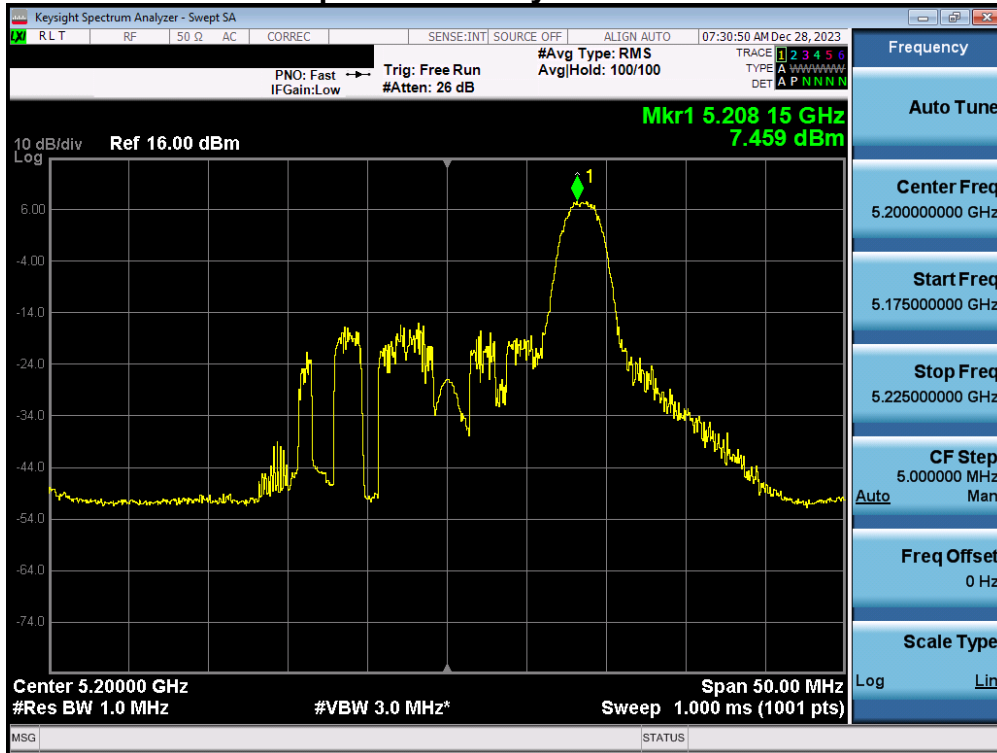 Keysight Spectrum Analyzer - Swept SA
LXI RLT RF 50 Ω AC CORREC SENSE:INT SOURCE OFF ALIGN AUTO 07:30:50 AM Dec 28, 2023
#Avg Type: RMS TRACE 1 2 3 4 5 6
PNO: Fast Trig: Free Run Avg|Hold: 100/100 TYPE A WWWWW
IFGain:Low #Atten: 26 dB DET A P N N N N
Mkr1 5.208 15 GHz
7.459 dBm
10 dB/div Ref 16.00 dBm
Log
1
6.00
-4.00
-14.0
-24.0
-34.0
-44.0
-54.0
-64.0
-74.0
Center 5.20000 GHz Span 50.00 MHz
#Res BW 1.0 MHz #VBW 3.0 MHz* Sweep 1.000 ms (1001 pts)
MSG STATUS
Frequency
Auto Tune
Center Freq
5.200000000 GHz
Start Freq
5.175000000 GHz
Stop Freq
5.225000000 GHz
CF Step
5.000000 MHz
Auto Man
Freq Offset
0 Hz
Scale Type
Log Lin